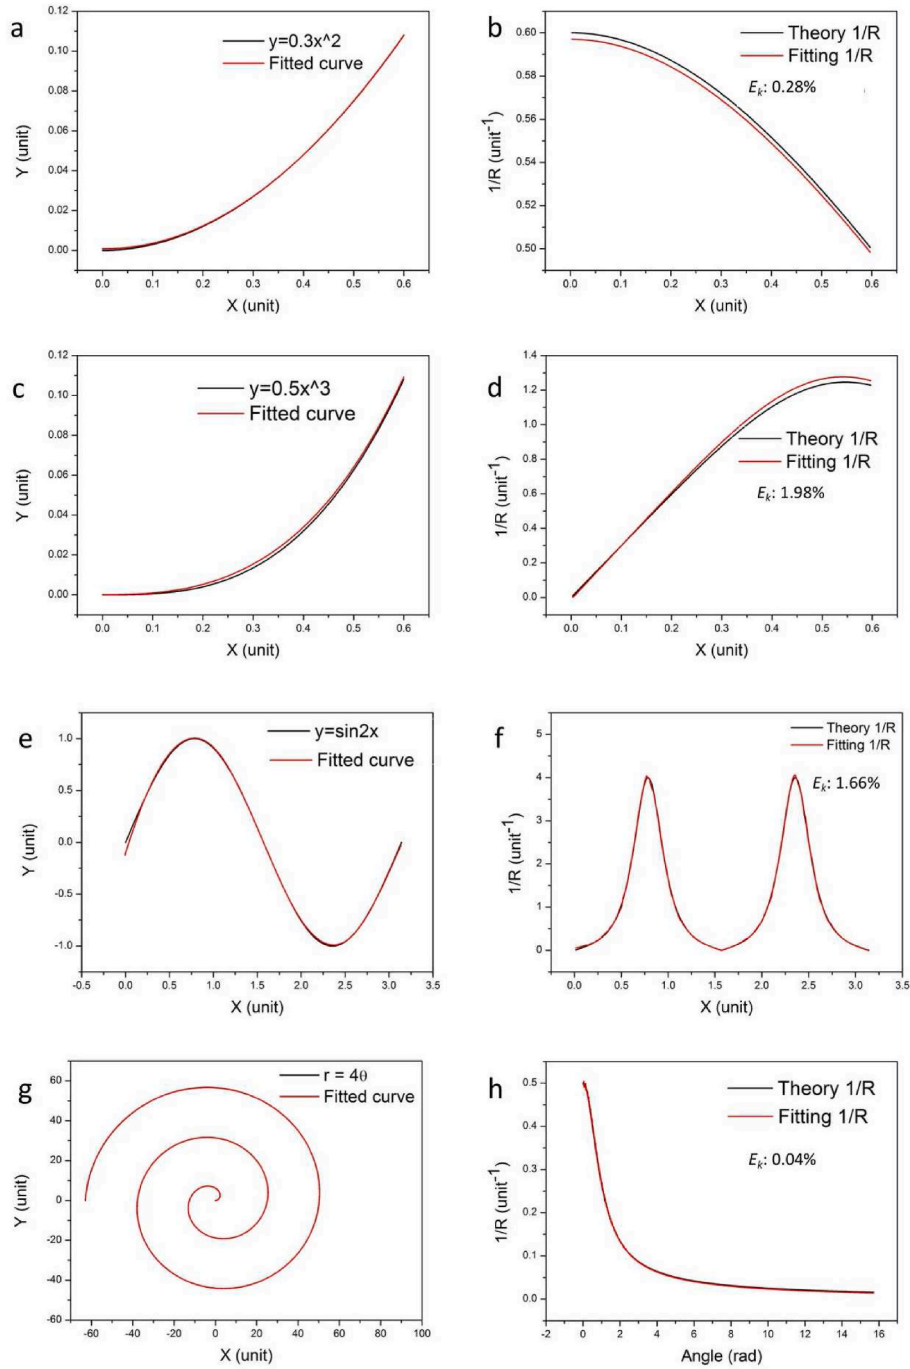 a
y=0.3x^2
Fitted curve
0.12
0.10
0.08
0.06
0.04
0.02
0.00
Y (unit)
0.0 0.1 0.2 0.3 0.4 0.5 0.6
X (unit)
b
Theory 1/R
Fitting 1/R
Ek: 0.28%
0.60
0.58
0.56
0.54
0.52
0.50
1/R (unit⁻¹)
0.0 0.1 0.2 0.3 0.4 0.5 0.6
X (unit)
c
y=0.5x^3
Fitted curve
0.12
0.10
0.08
0.06
0.04
0.02
0.00
Y (unit)
0.0 0.1 0.2 0.3 0.4 0.5 0.6
X (unit)
d
Theory 1/R
Fitting 1/R
Ek: 1.98%
1.4
1.2
1.0
0.8
0.6
0.4
0.2
0.0
1/R (unit⁻¹)
0.0 0.1 0.2 0.3 0.4 0.5 0.6
X (unit)
e
y=sin2x
Fitted curve
1.0
0.5
0.0
-0.5
-1.0
Y (unit)
-0.5 0.0 0.5 1.0 1.5 2.0 2.5 3.0 3.5
X (unit)
f
Theory 1/R
Fitting 1/R
Ek: 1.66%
5
4
3
2
1
0
1/R (unit⁻¹)
0.0 0.5 1.0 1.5 2.0 2.5 3.0 3.5
X (unit)
g
r = 4θ
Fitted curve
60
40
20
0
-20
-40
-60
Y (unit)
-60 -40 -20 0 20 40 60 80 100
X (unit)
h
Theory 1/R
Fitting 1/R
Ek: 0.04%
0.5
0.4
0.3
0.2
0.1
0.0
1/R (unit⁻¹)
-2 0 2 4 6 8 10 12 14 16
Angle (rad)